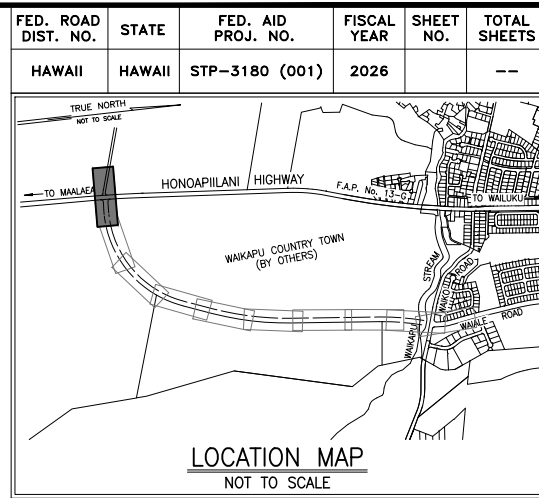 FED. ROAD DIST. NO.
STATE
FED. AID PROJ. NO.
FISCAL YEAR
SHEET NO.
TOTAL SHEETS
HAWAII
HAWAII
STP-3180 (001)
2026
--
TRUE NORTH
NOT TO SCALE
TO MAALAEA
HONOAPIILANI HIGHWAY
F.A.P. No. 13-G
TO WAILUKU
WAIKAPU COUNTRY TOWN
(BY OTHERS)
STREAM
WAIKO ROAD
WAIALE ROAD
WAIKAPU
LOCATION MAP
NOT TO SCALE